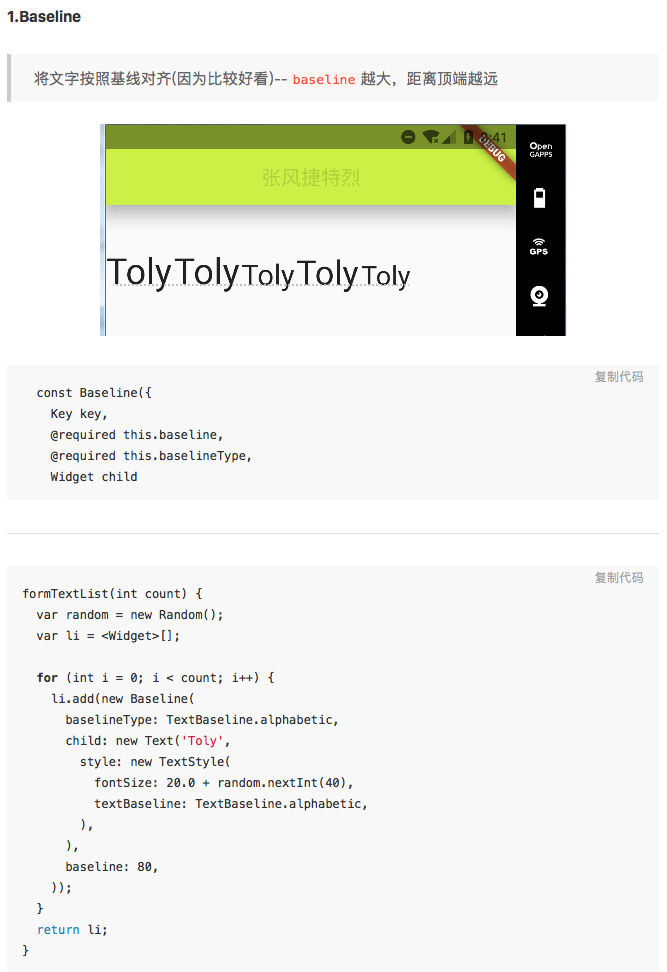 1.Baseline
将文字按照基线对齐(因为比较好看)-- baseline 越大，距离顶端越远
8:41
DEBUG
张风捷特烈
Open
GAPPS
GPS
TolyTolyTolyTolyToly
复制代码
const Baseline({
Key key,
@required this.baseline,
@required this.baselineType,
Widget child
复制代码
formTextList(int count) {
var random = new Random();
var li = <Widget>[];
for (int i = 0; i < count; i++) {
li.add(new Baseline(
baselineType: TextBaseline.alphabetic,
child: new Text('Toly',
style: new TextStyle(
fontSize: 20.0 + random.nextInt(40),
textBaseline: TextBaseline.alphabetic,
),
),
baseline: 80,
));
}
return li;
}